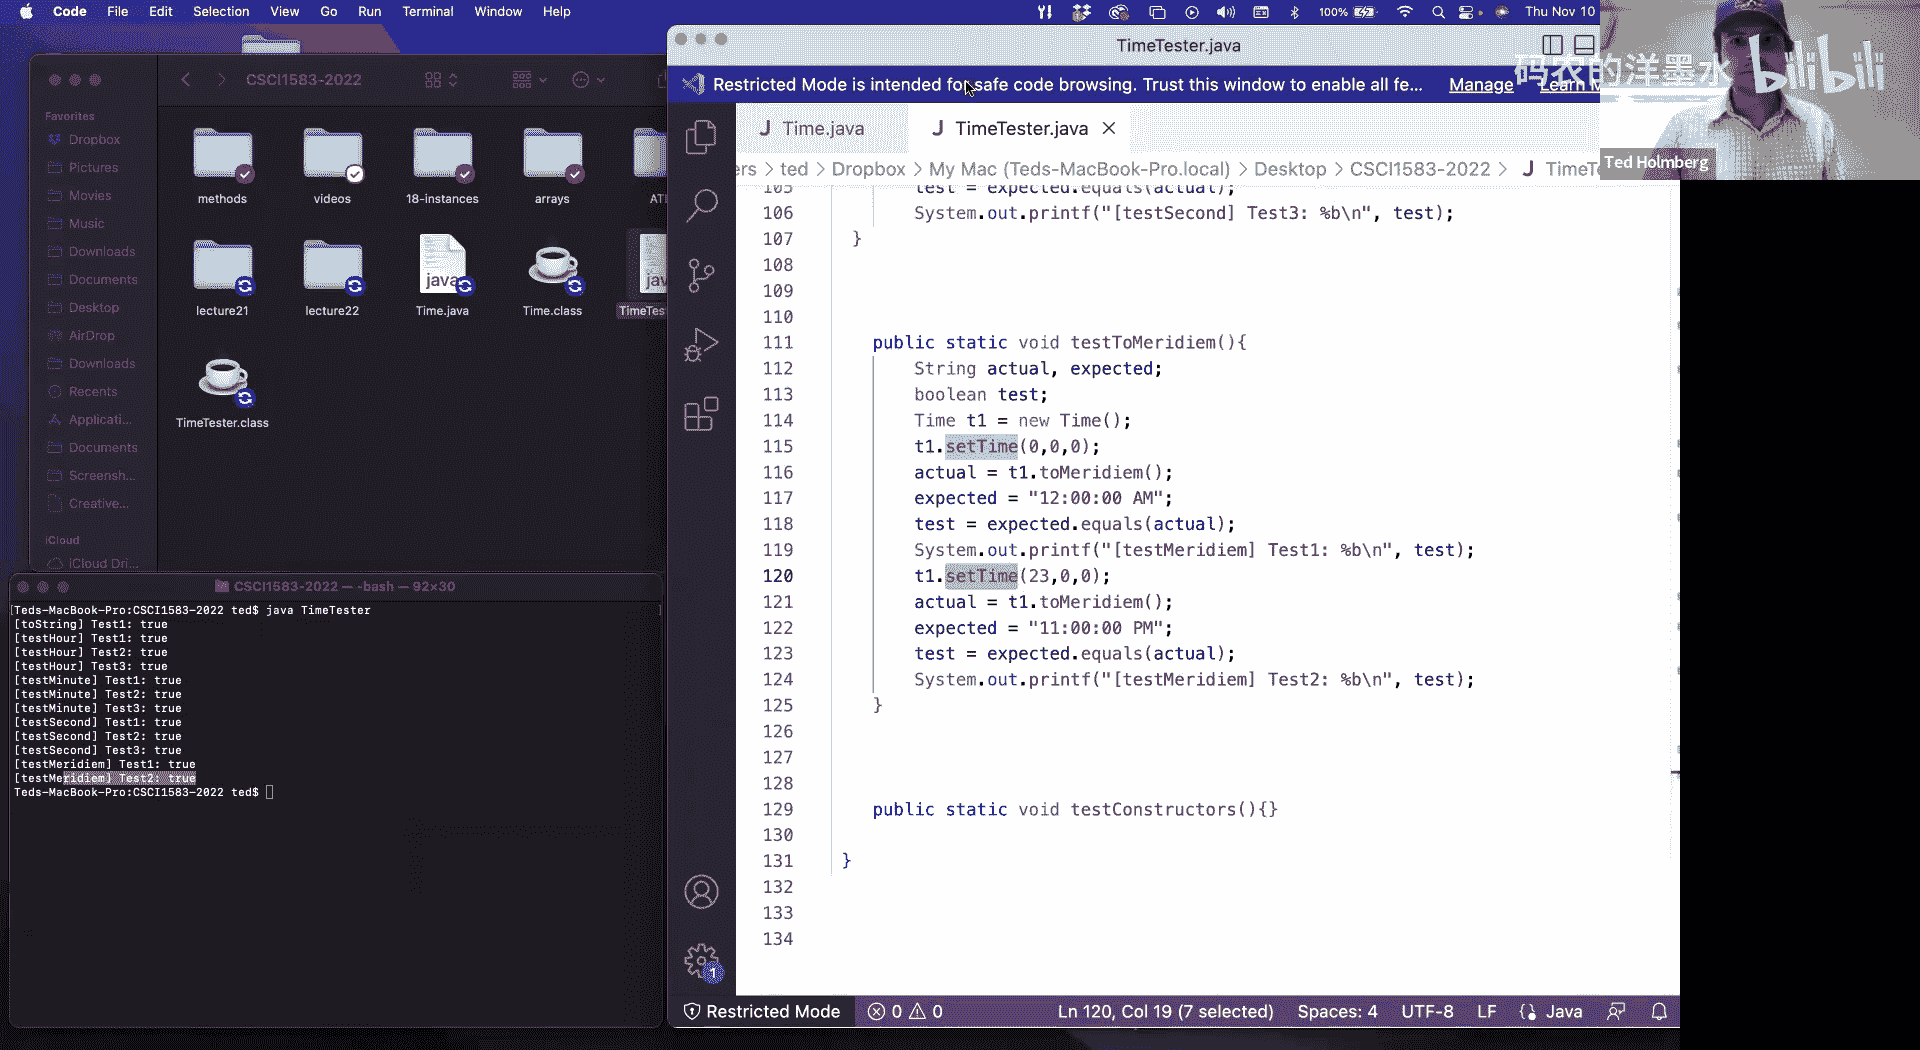 Code File Edit Selection View Go Run Terminal Window Help 100% Thu Nov 10
CSCI1583-2022
Favorites
Dropbox
Pictures
Movies
Music
Downloads
Documents
Desktop
AirDrop
Downloads
Recents
Applicati...
Documents
Screensh...
Creative...
iCloud
iCloud Dri...
methods videos 18-instances arrays
lecture21 lecture22 Time.java Time.class
TimeTester.class
CSCI1583-2022 — -bash — 92×30
Teds-MacBook-Pro:CSCI1583-2022 ted$ java TimeTester
[toString] Test1: true
[testHour] Test1: true
[testHour] Test2: true
[testHour] Test3: true
[testMinute] Test1: true
[testMinute] Test2: true
[testMinute] Test3: true
[testSecond] Test1: true
[testSecond] Test2: true
[testSecond] Test3: true
[testMeridiem] Test1: true
[testMeridiem] Test2: true
Teds-MacBook-Pro:CSCI1583-2022 ted$
TimeTester.java
Restricted Mode is intended for safe code browsing. Trust this window to enable all fe... Manage Learn
码农的洋墨水 bilibili
Ted Holmberg
Time.java TimeTester.java
ers > ted > Dropbox > My Mac (Teds-MacBook-Pro.local) > Desktop > CSCI1583-2022 > J
105 test = expected.equals(actual);
106 System.out.printf("[testSecond] Test3: %b\n", test);
107 }
108
109
110
111 public static void testToMeridiem(){
112 String actual, expected;
113 boolean test;
114 Time t1 = new Time();
115 t1.setTime(0,0,0);
116 actual = t1.toMeridiem();
117 expected = "12:00:00 AM";
118 test = expected.equals(actual);
119 System.out.printf("[testMeridiem] Test1: %b\n", test);
120 t1.setTime(23,0,0);
121 actual = t1.toMeridiem();
122 expected = "11:00:00 PM";
123 test = expected.equals(actual);
124 System.out.printf("[testMeridiem] Test2: %b\n", test);
125 }
126
127
128
129 public static void testConstructors(){}
130
131 }
132
133
134
1
Restricted Mode 0 0 Ln 120, Col 19 (7 selected) Spaces: 4 UTF-8 LF Java